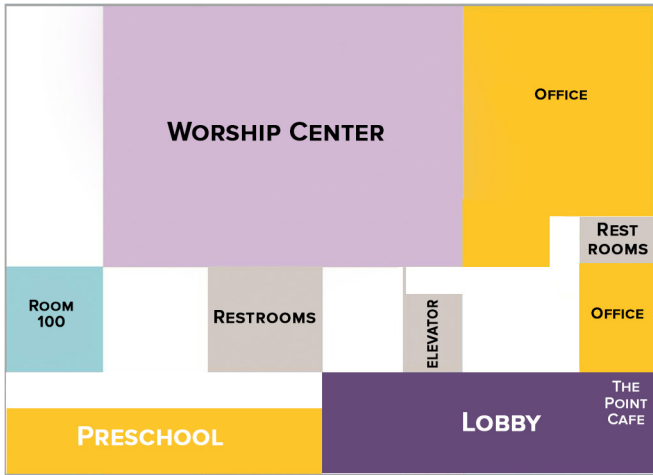 OFFICE
WORSHIP CENTER
REST
ROOMS
ROOM
100
RESTROOMS
ELEVATOR
OFFICE
THE
POINT
CAFE
LOBBY
PRESCHOOL